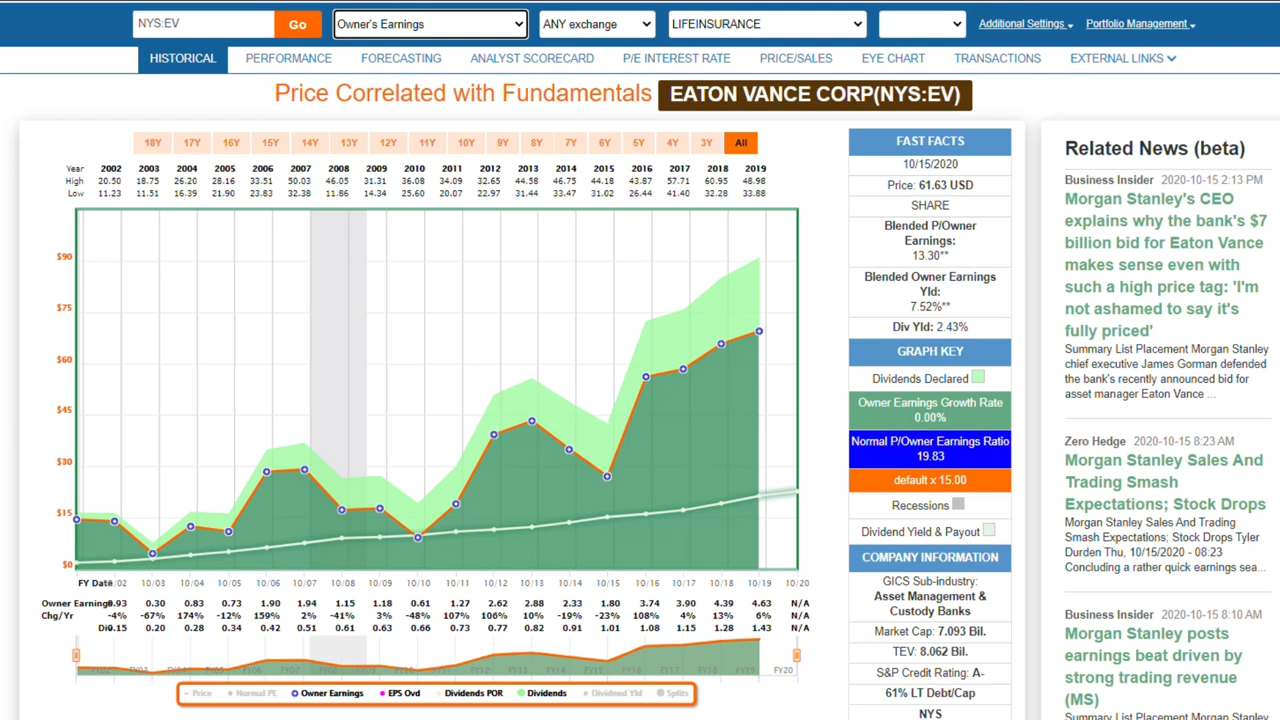 NYS:EV Go Owner's Earnings ANY exchange LIFEINSURANCE Additional Settings Portfolio Management
HISTORICAL PERFORMANCE FORECASTING ANALYST SCORECARD P/E INTEREST RATE PRICE/SALES EYE CHART TRANSACTIONS EXTERNAL LINKS
Price Correlated with Fundamentals EATON VANCE CORP(NYS:EV)
18Y 17Y 16Y 15Y 14Y 13Y 12Y 11Y 10Y 9Y 8Y 7Y 6Y 5Y 4Y 3Y All
Year 2002 2003 2004 2005 2006 2007 2008 2009 2010 2011 2012 2013 2014 2015 2016 2017 2018 2019
High 20.50 18.75 26.20 28.16 33.51 50.03 46.05 31.31 36.08 34.09 32.65 44.58 46.75 44.18 43.87 57.71 60.95 48.98
Low 11.23 11.51 16.39 21.90 23.83 32.38 11.86 14.34 25.60 20.07 22.97 31.44 33.47 31.02 26.44 41.40 32.28 33.88
$90
$75
$60
$45
$30
$15
$0
FY Date 10/02 10/03 10/04 10/05 10/06 10/07 10/08 10/09 10/10 10/11 10/12 10/13 10/14 10/15 10/16 10/17 10/18 10/19 10/20
Owner Earnings 0.93 0.30 0.83 0.73 1.90 1.94 1.15 1.18 0.61 1.27 2.62 2.88 2.33 1.80 3.74 3.90 4.39 4.63 N/A
Chg/Yr -4% -67% 174% -12% 159% 2% -41% 3% -48% 107% 106% 10% -19% -23% 108% 4% 13% 6% N/A
Div 0.15 0.20 0.28 0.34 0.42 0.51 0.61 0.63 0.66 0.73 0.77 0.82 0.91 1.01 1.08 1.15 1.28 1.43 N/A
FY03 FY04 FY05 FY06 FY07 FY08 FY09 FY10 FY11 FY12 FY13 FY14 FY15 FY16 FY17 FY18 FY19 FY20
Price Normal PE Owner Earnings EPS Ovd Dividends POR Dividends Dividend Yld Splits
FAST FACTS
10/15/2020
Price: 61.63 USD
SHARE
Blended P/Owner
Earnings:
13.30**
Blended Owner Earnings
Yld:
7.52%**
Div Yld: 2.43%
GRAPH KEY
Dividends Declared
Owner Earnings Growth Rate
0.00%
Normal P/Owner Earnings Ratio
19.83
default x 15.00
Recessions
Dividend Yield & Payout
COMPANY INFORMATION
GICS Sub-industry:
Asset Management &
Custody Banks
Market Cap: 7.093 Bil.
TEV: 8.062 Bil.
S&P Credit Rating: A-
61% LT Debt/Cap
NYS
Related News (beta)
Business Insider 2020-10-15 2:13 PM
Morgan Stanley's CEO
explains why the bank's $7
billion bid for Eaton Vance
makes sense even with
such a high price tag: 'I'm
not ashamed to say it's
fully priced'
Summary List Placement Morgan Stanley
chief executive James Gorman defended
the bank's recently announced bid for
asset manager Eaton Vance ...
Zero Hedge 2020-10-15 8:23 AM
Morgan Stanley Sales And
Trading Smash
Expectations; Stock Drops
Morgan Stanley Sales And Trading
Smash Expectations; Stock Drops Tyler
Durden Thu, 10/15/2020 - 08:23
Concluding a rather quick earnings sea...
Business Insider 2020-10-15 8:10 AM
Morgan Stanley posts
earnings beat driven by
strong trading revenue
(MS)
Summary List Placement Morgan Stanley